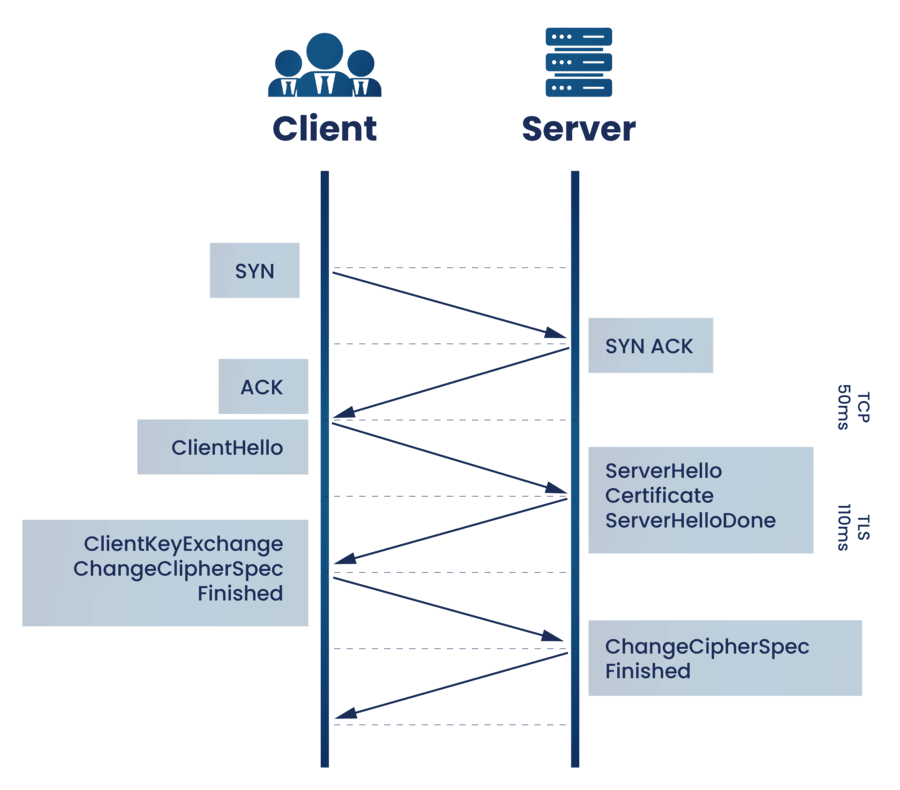 Client
Server
SYN
SYN ACK
ACK
TCP
50ms
ClientHello
ServerHello
Certificate
ServerHelloDone
TLS
110ms
ClientKeyExchange
ChangeClipherSpec
Finished
ChangeCipherSpec
Finished